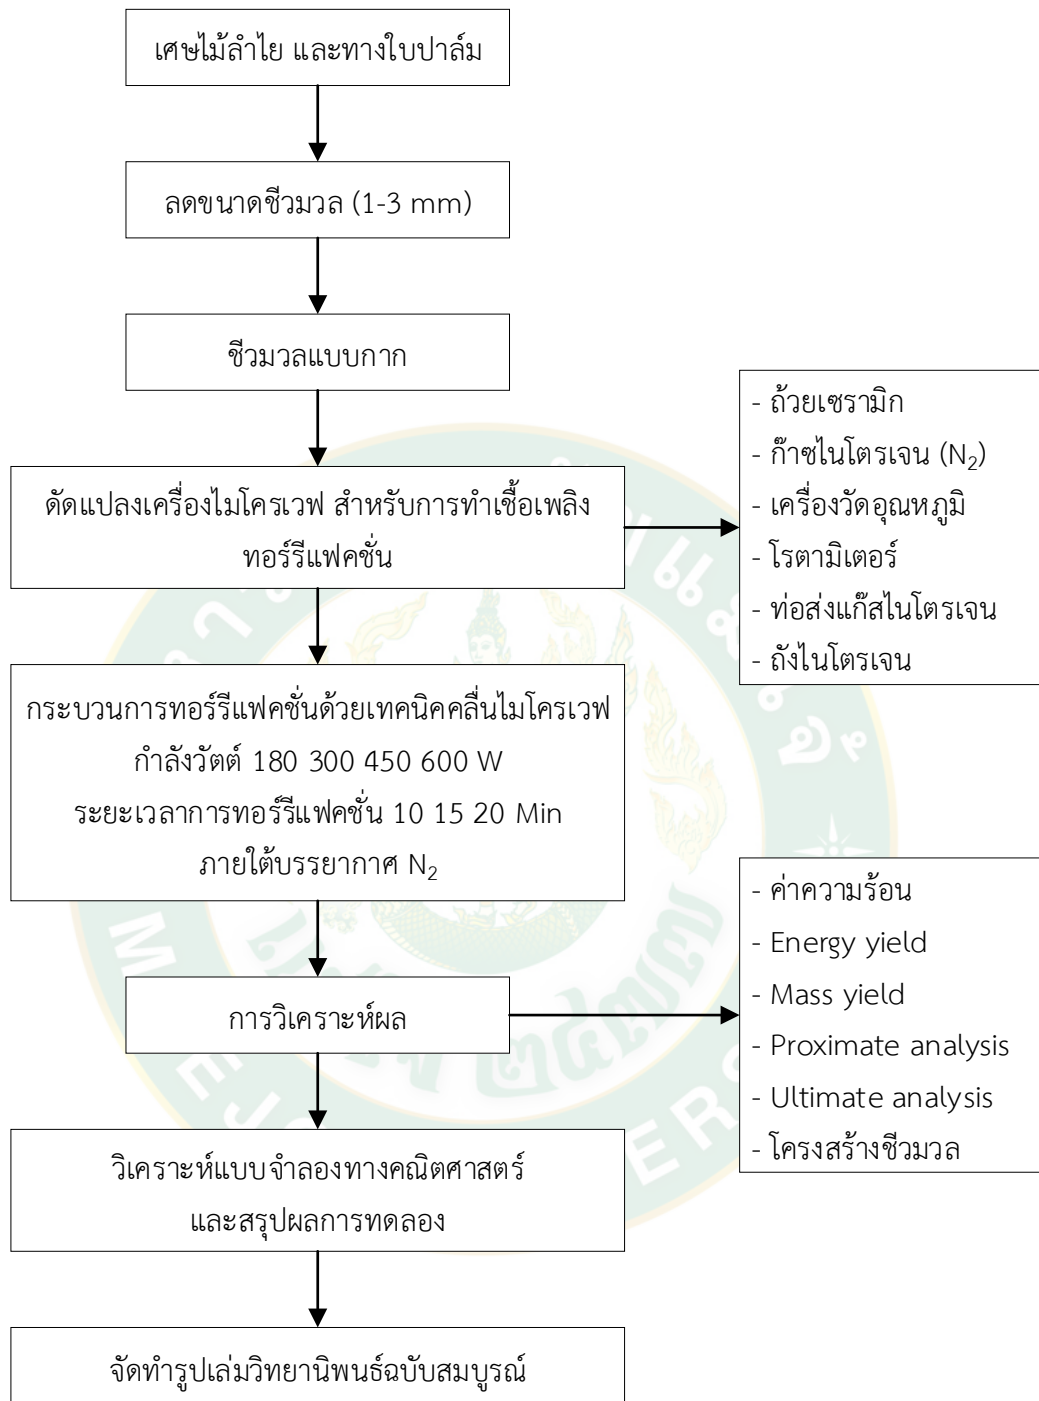 เศษไม้ลำไย และทางใบปาล์ม
ลดขนาดชีวมวล (1-3 mm)
ชีวมวลแบบกาก
ดัดแปลงเครื่องไมโครเวฟ สำหรับการทำเชื้อเพลิง
ทอร์รีแฟคชั่น
- ถ้วยเซรามิก
- ก๊าซไนโตรเจน (N₂)
- เครื่องวัดอุณหภูมิ
- โรตามิเตอร์
- ท่อส่งแก๊สไนโตรเจน
- ถังไนโตรเจน
กระบวนการทอร์รีแฟคชั่นด้วยเทคนิคคลื่นไมโครเวฟ
กำลังวัตต์ 180 300 450 600 W
ระยะเวลาการทอร์รีแฟคชั่น 10 15 20 Min
ภายใต้บรรยากาศ N₂
การวิเคราะห์ผล
- ค่าความร้อน
- Energy yield
- Mass yield
- Proximate analysis
- Ultimate analysis
- โครงสร้างชีวมวล
วิเคราะห์แบบจำลองทางคณิตศาสตร์
และสรุปผลการทดลอง
จัดทำรูปเล่มวิทยานิพนธ์ฉบับสมบูรณ์